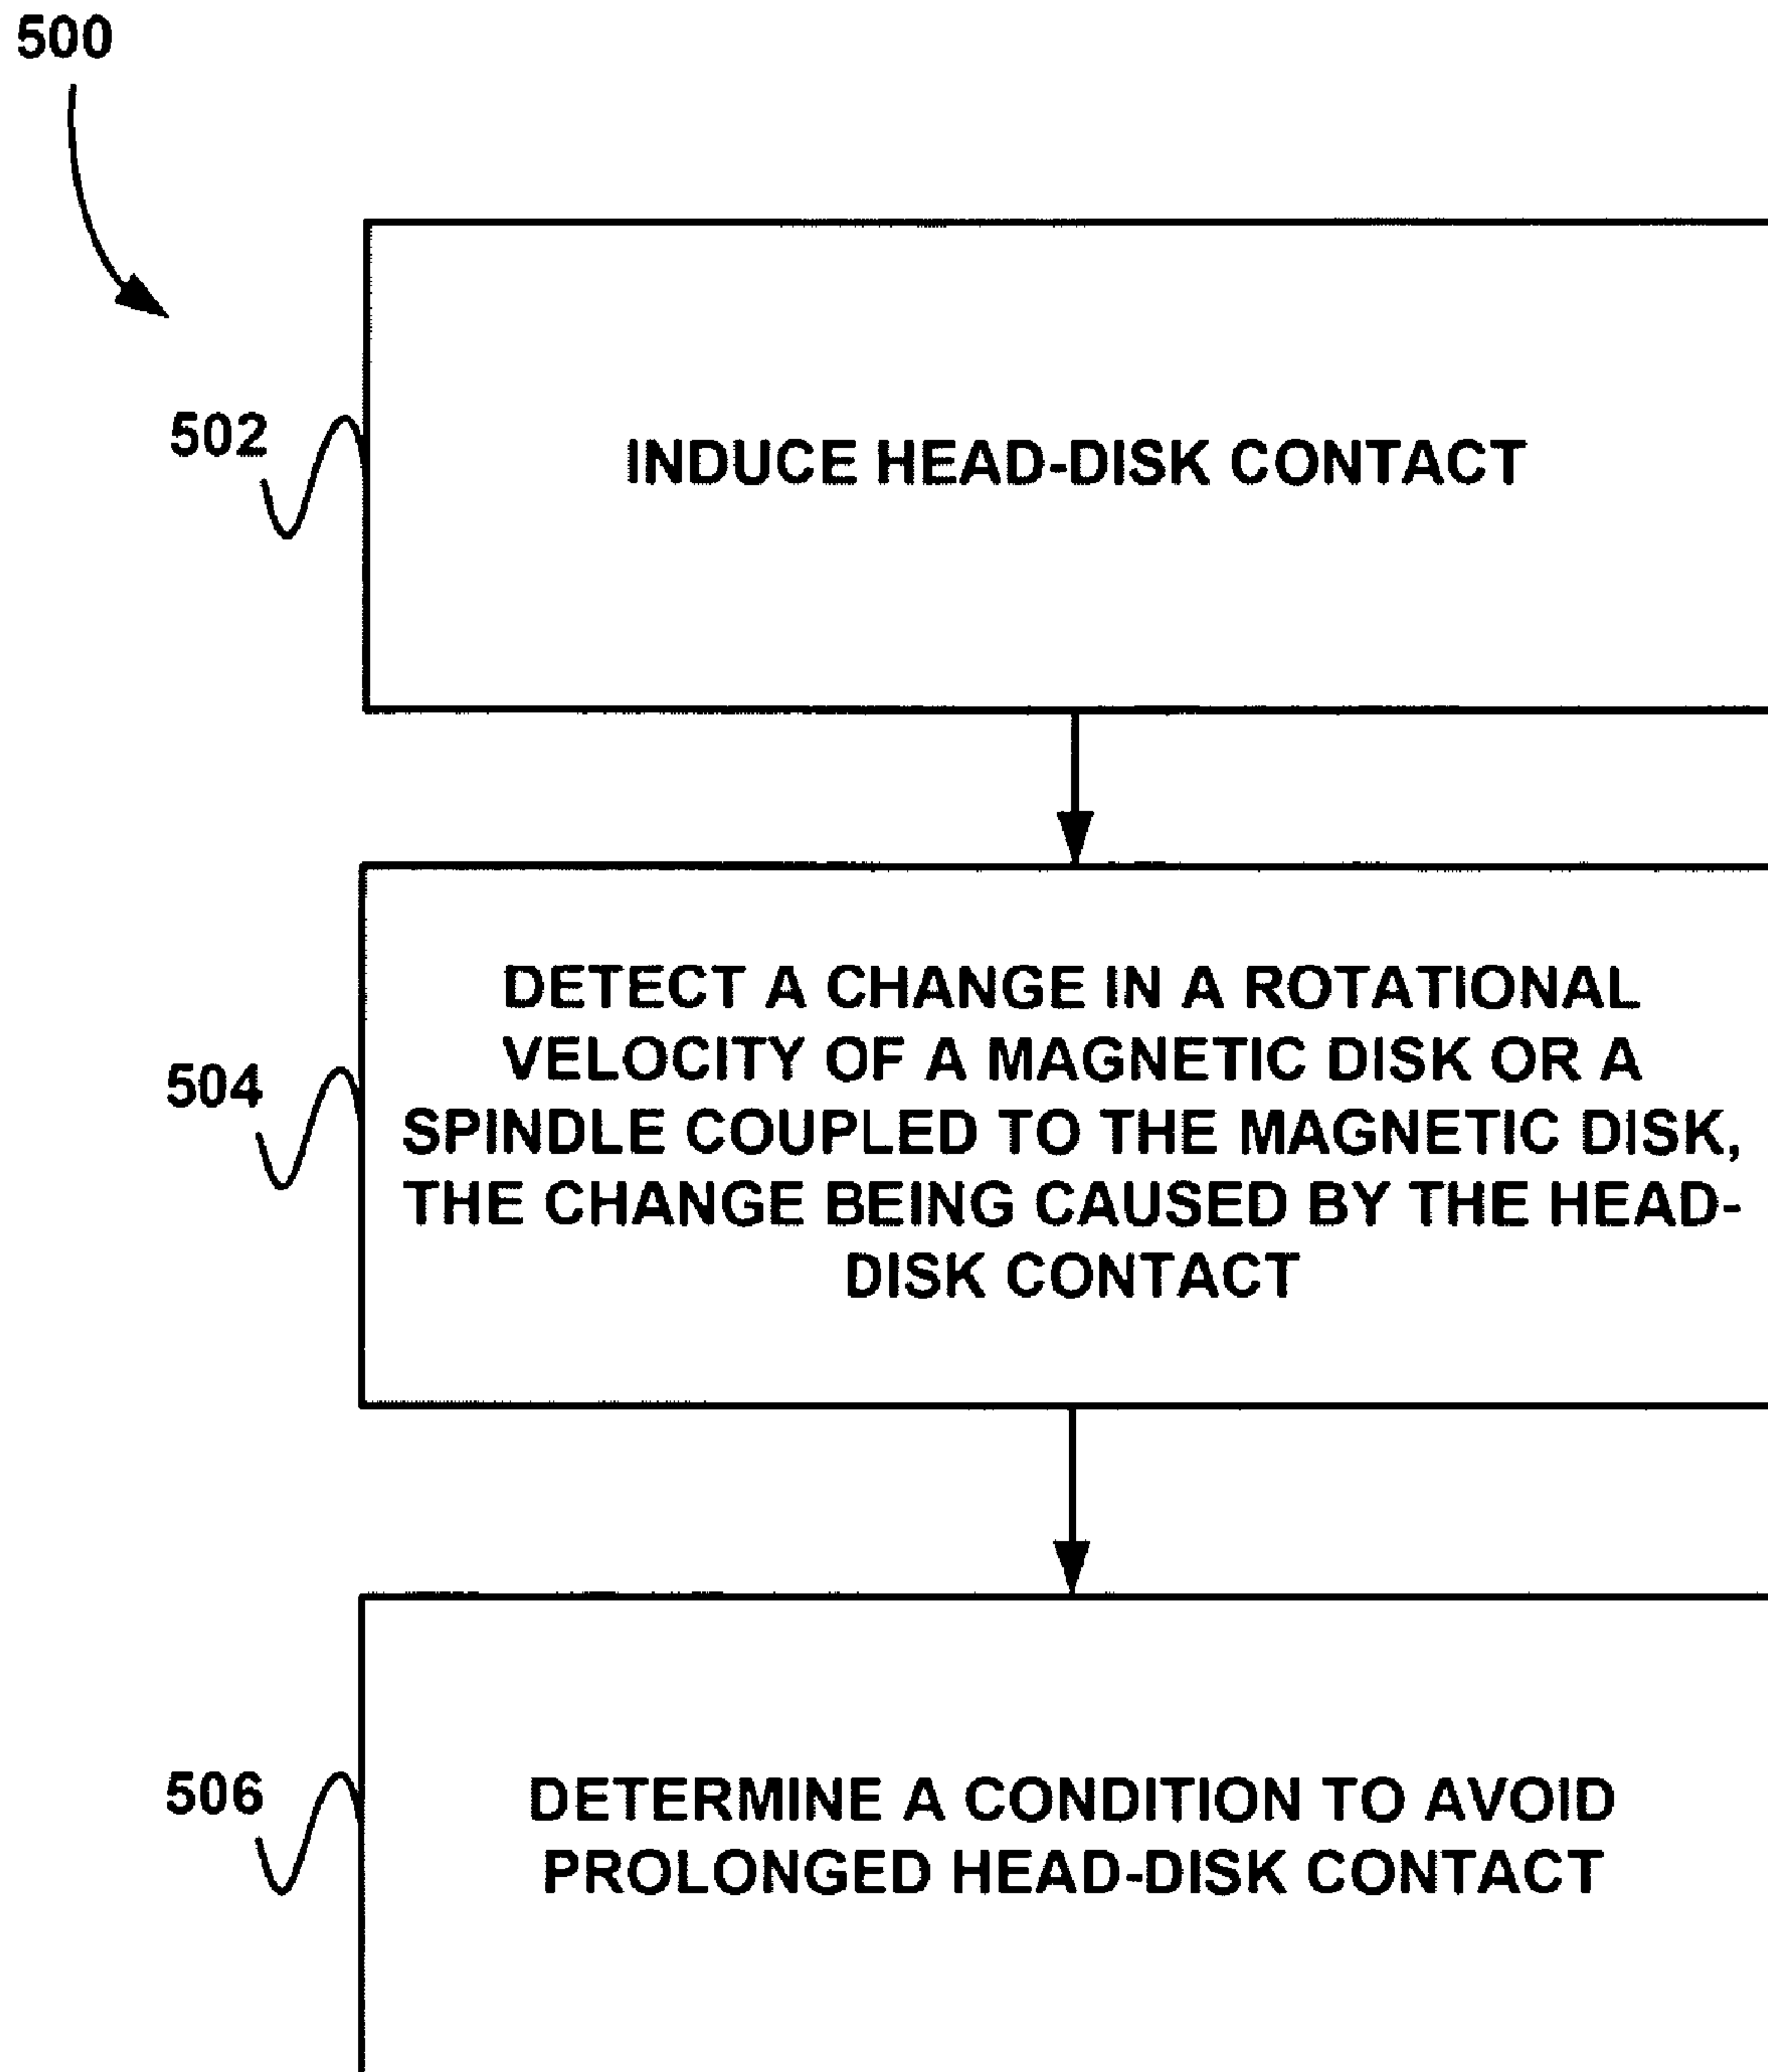 500
502
INDUCE HEAD-DISK CONTACT
504
DETECT A CHANGE IN A ROTATIONAL
VELOCITY OF A MAGNETIC DISK OR A
SPINDLE COUPLED TO THE MAGNETIC DISK,
THE CHANGE BEING CAUSED BY THE HEAD-
DISK CONTACT
506
DETERMINE A CONDITION TO AVOID
PROLONGED HEAD-DISK CONTACT